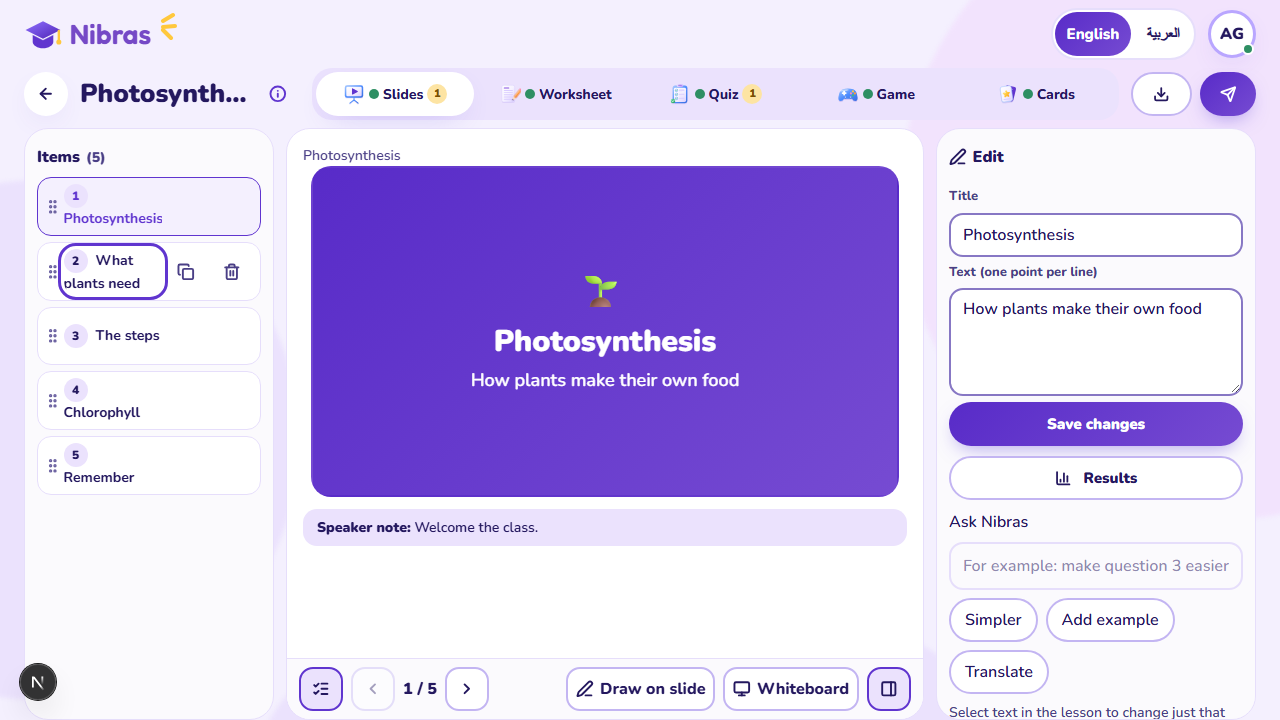 Nibras
English
العربية
AG
Photosynth...
Slides 1
Worksheet
Quiz 1
Game
Cards
Items (5)
1
Photosynthesis
2 What
plants need
3 The steps
4
Chlorophyll
5
Remember
Photosynthesis
Photosynthesis
How plants make their own food
Speaker note: Welcome the class.
1 / 5
Draw on slide
Whiteboard
Edit
Title
Photosynthesis
Text (one point per line)
How plants make their own food
Save changes
Results
Ask Nibras
For example: make question 3 easier
Simpler
Add example
Translate
Select text in the lesson to change just that
N